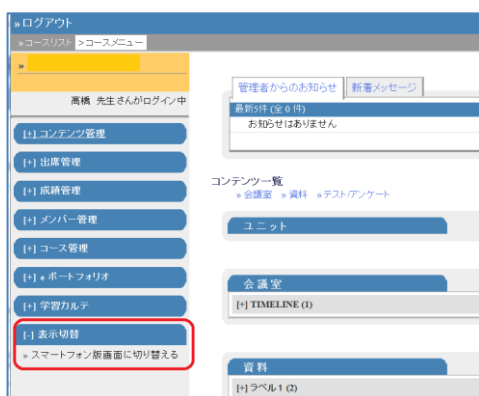 »ログアウト
»コースリスト >コースメニュー
»
高橋 先生さんがログイン中
[+] コンテンツ管理
[+] 出席管理
[+] 成績管理
[+] メンバー管理
[+] コース管理
[+] eポートフォリオ
[+] 学習カルテ
[-] 表示切替
» スマートフォン版画面に切り替える
管理者からのお知らせ 新着メッセージ
最新5件 (全 0 件)
お知らせはありません
コンテンツ一覧
»会議室 »資料 »テスト/アンケート
ユニット
会議室
[+] TIMELINE (1)
資料
[+] ラベル1 (2)